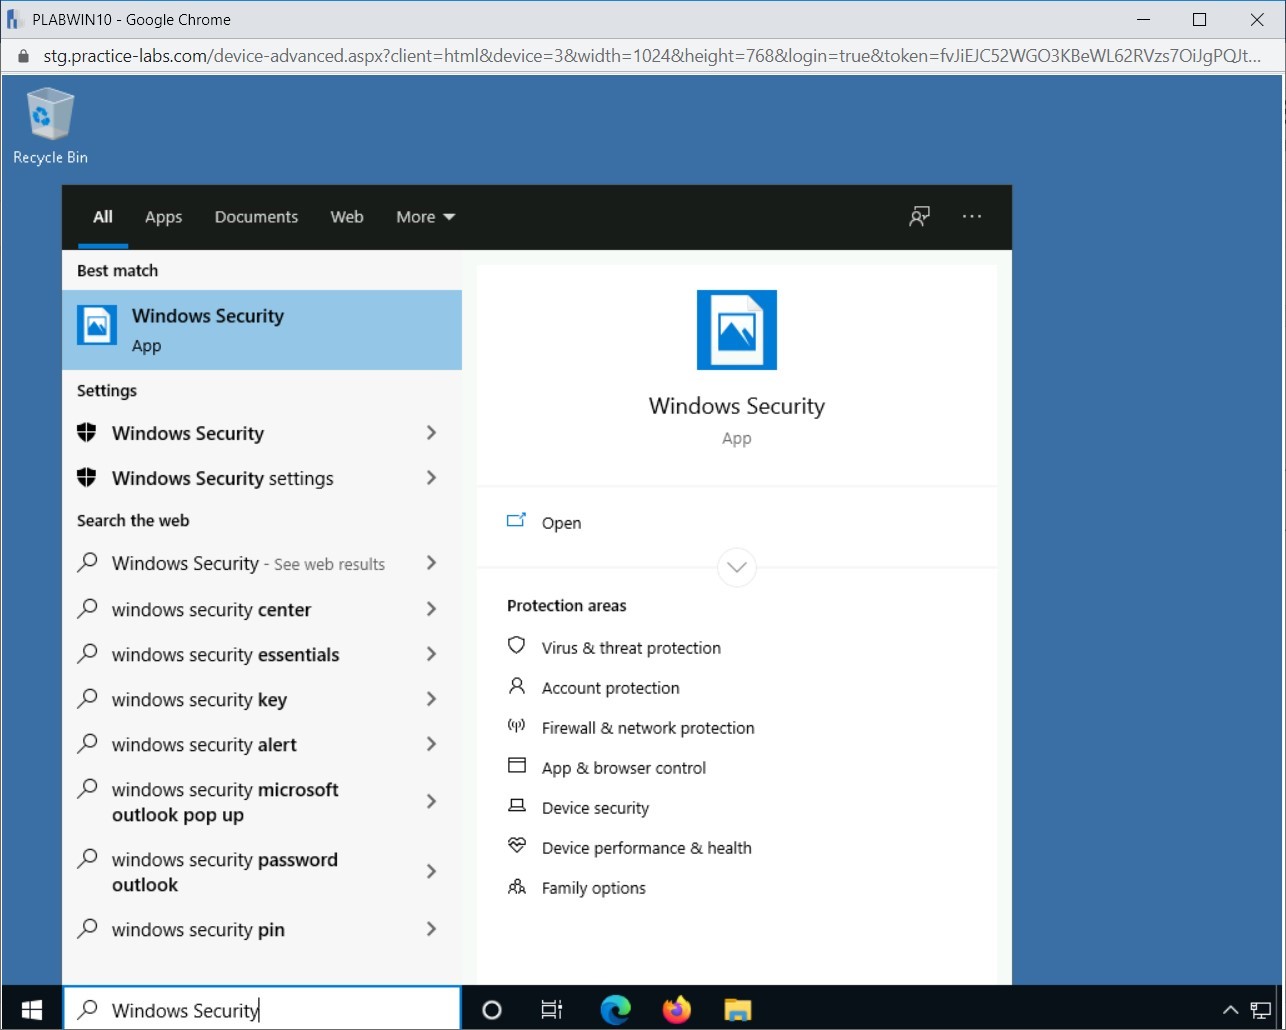 PLABWIN10 - Google Chrome
stg.practice-labs.com/device-advanced.aspx?client=html&device=3&width=1024&height=768&login=true&token=fvJiEJC52WGO3KBeWL62RVzs7OiJgPQJt...
Recycle Bin
All Apps Documents Web More
Best match
Windows Security
App
Settings
Windows Security
Windows Security settings
Search the web
Windows Security - See web results
windows security center
windows security essentials
windows security key
windows security alert
windows security microsoft
outlook pop up
windows security password
outlook
windows security pin
Windows Security
App
Open
Protection areas
Virus & threat protection
Account protection
Firewall & network protection
App & browser control
Device security
Device performance & health
Family options
Windows Security